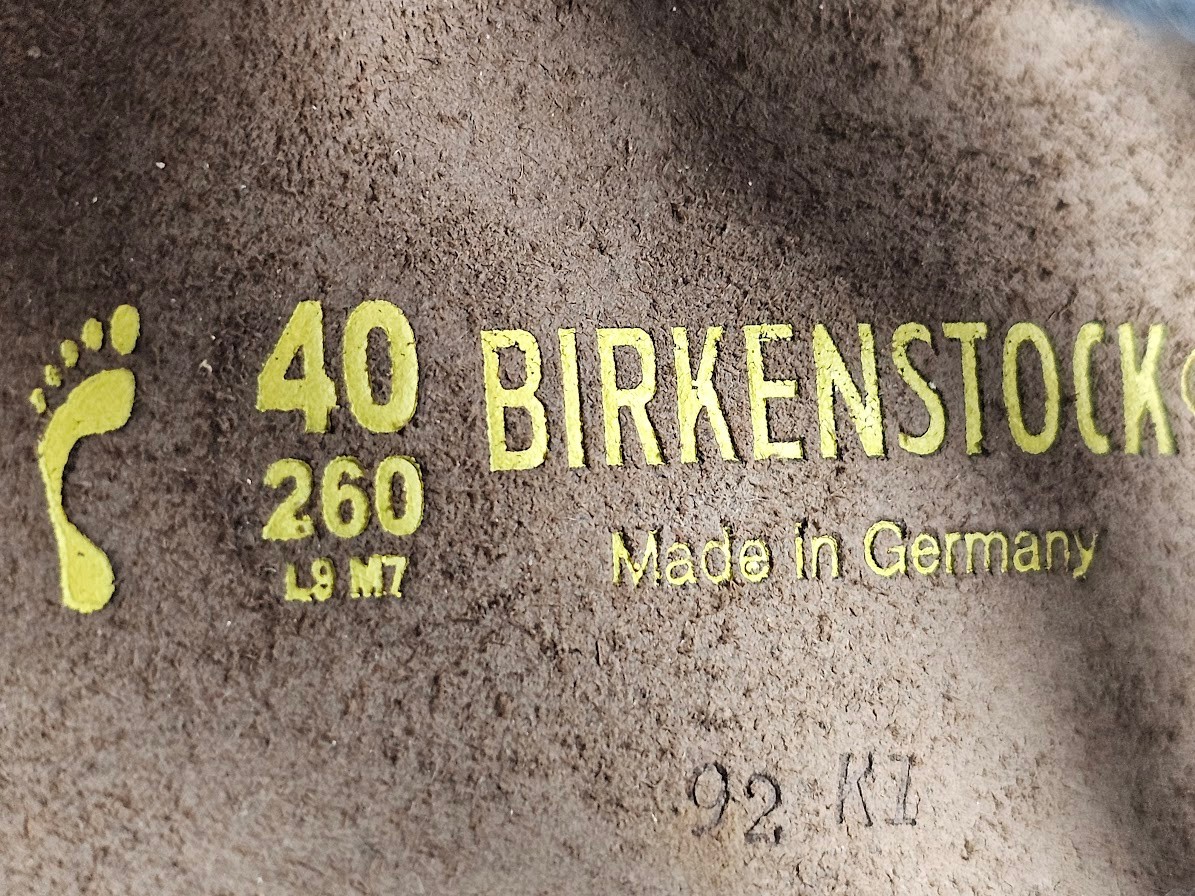 40 BIRKENSTOCK®
260
L9 M7
Made in Germany
92 KI